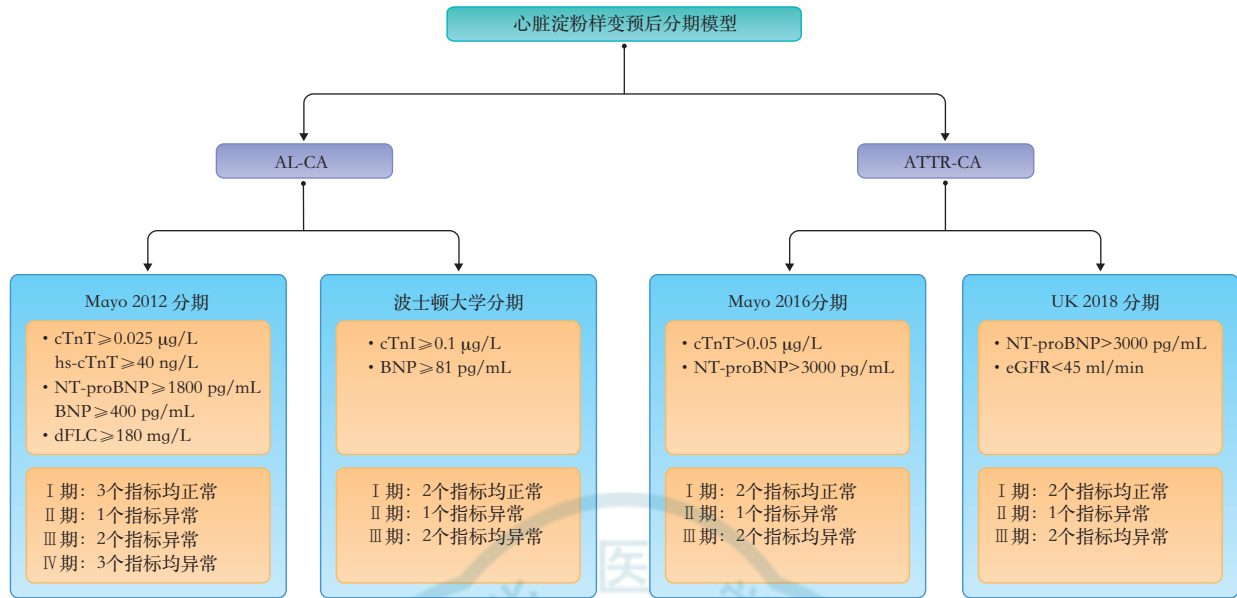 心脏淀粉样变预后分期模型
AL-CA
ATTR-CA
Mayo 2012 分期
• cTnT≥0.025 μg/L
hs-cTnT≥40 ng/L
• NT-proBNP≥1800 pg/mL
BNP≥400 pg/mL
• dFLC≥180 mg/L
Ⅰ期：3个指标均正常
Ⅱ期：1个指标异常
Ⅲ期：2个指标异常
Ⅳ期：3个指标均异常
波士顿大学分期
• cTnI≥0.1 μg/L
• BNP≥81 pg/mL
Ⅰ期：2个指标均正常
Ⅱ期：1个指标异常
Ⅲ期：2个指标均异常
Mayo 2016分期
• cTnT>0.05 μg/L
• NT-proBNP>3000 pg/mL
Ⅰ期：2个指标均正常
Ⅱ期：1个指标异常
Ⅲ期：2个指标均异常
UK 2018 分期
• NT-proBNP>3000 pg/mL
• eGFR<45 ml/min
Ⅰ期：2个指标均正常
Ⅱ期：1个指标异常
Ⅲ期：2个指标均异常
医